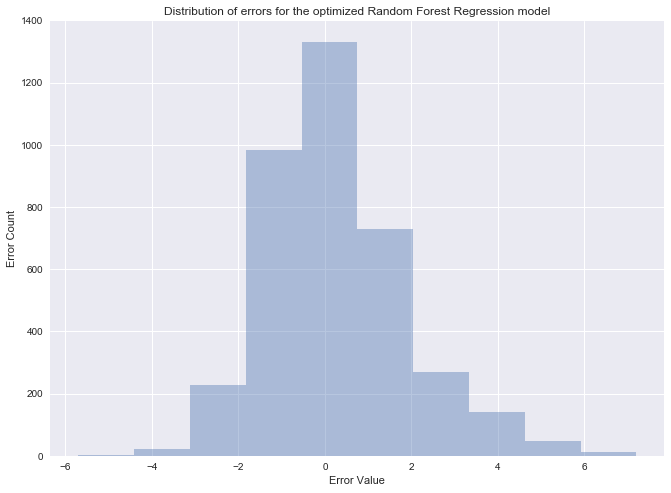 Distribution of errors for the optimized Random Forest Regression model
1400
1200
1000
800
600
400
200
0
Error Count
−6 −4 −2 0 2 4 6
Error Value